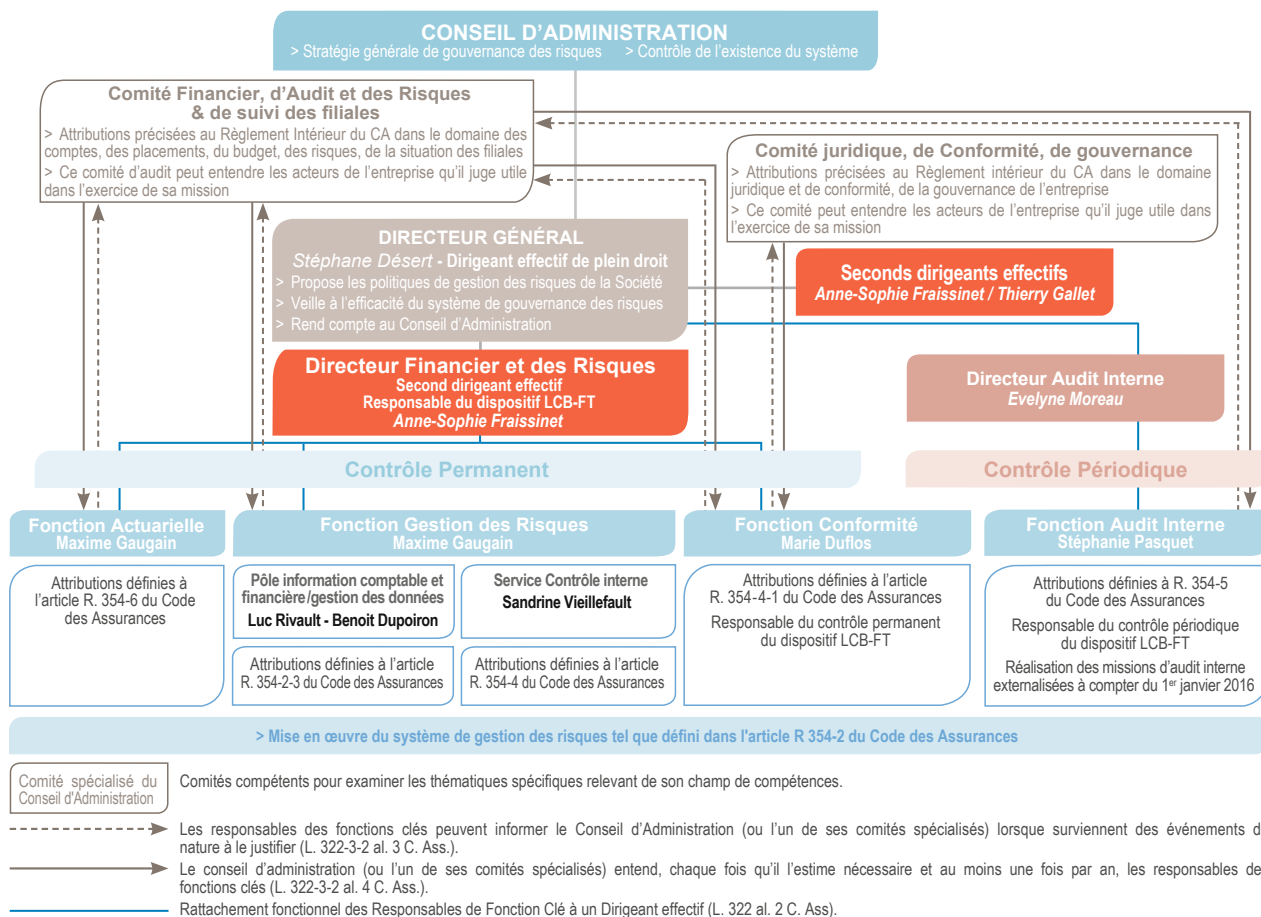 CONSEIL D'ADMINISTRATION
> Stratégie générale de gouvernance des risques > Contrôle de l'existence du système
Comité Financier, d'Audit et des Risques
& de suivi des filiales
> Attributions précisées au Règlement Intérieur du CA dans le domaine des
comptes, des placements, du budget, des risques, de la situation des filiales
> Ce comité d'audit peut entendre les acteurs de l'entreprise qu'il juge utile
dans l'exercice de sa mission
Comité juridique, de Conformité, de gouvernance
> Attributions précisées au Règlement intérieur du CA dans le domaine
juridique et de conformité, de la gouvernance de l'entreprise
> Ce comité peut entendre les acteurs de l'entreprise qu'il juge utile dans
l'exercice de sa mission
DIRECTEUR GÉNÉRAL
Stéphane Désert - Dirigeant effectif de plein droit
> Propose les politiques de gestion des risques de la Société
> Veille à l'efficacité du système de gouvernance des risques
> Rend compte au Conseil d'Administration
Seconds dirigeants effectifs
Anne-Sophie Fraissinet / Thierry Gallet
Directeur Financier et des Risques
Second dirigeant effectif
Responsable du dispositif LCB-FT
Anne-Sophie Fraissinet
Directeur Audit Interne
Evelyne Moreau
Contrôle Permanent
Contrôle Périodique
Fonction Actuarielle
Maxime Gaugain
Attributions définies à
l'article R. 354-6 du Code
des Assurances
Fonction Gestion des Risques
Maxime Gaugain
Pôle information comptable et
financière/gestion des données
Luc Rivault - Benoit Dupoiron
Service Contrôle interne
Sandrine Vieillefault
Attributions définies à l'article
R. 354-2-3 du Code des Assurances
Attributions définies à l'article
R. 354-4 du Code des Assurances
Fonction Conformité
Marie Duflos
Attributions définies à l'article
R. 354-4-1 du Code des Assurances
Responsable du contrôle permanent
du dispositif LCB-FT
Fonction Audit Interne
Stéphanie Pasquet
Attributions définies à R. 354-5
du Code des Assurances
Responsable du contrôle périodique
du dispositif LCB-FT
Réalisation des missions d'audit interne
externalisées à compter du 1er janvier 2016
> Mise en œuvre du système de gestion des risques tel que défini dans l'article R 354-2 du Code des Assurances
Comité spécialisé du
Conseil d'Administration
Comités compétents pour examiner les thématiques spécifiques relevant de son champ de compétences.
Les responsables des fonctions clés peuvent informer le Conseil d'Administration (ou l'un de ses comités spécialisés) lorsque surviennent des événements d
nature à le justifier (L. 322-3-2 al. 3 C. Ass.).
Le conseil d'administration (ou l'un de ses comités spécialisés) entend, chaque fois qu'il l'estime nécessaire et au moins une fois par an, les responsables de
fonctions clés (L. 322-3-2 al. 4 C. Ass.).
Rattachement fonctionnel des Responsables de Fonction Clé à un Dirigeant effectif (L. 322 al. 2 C. Ass).